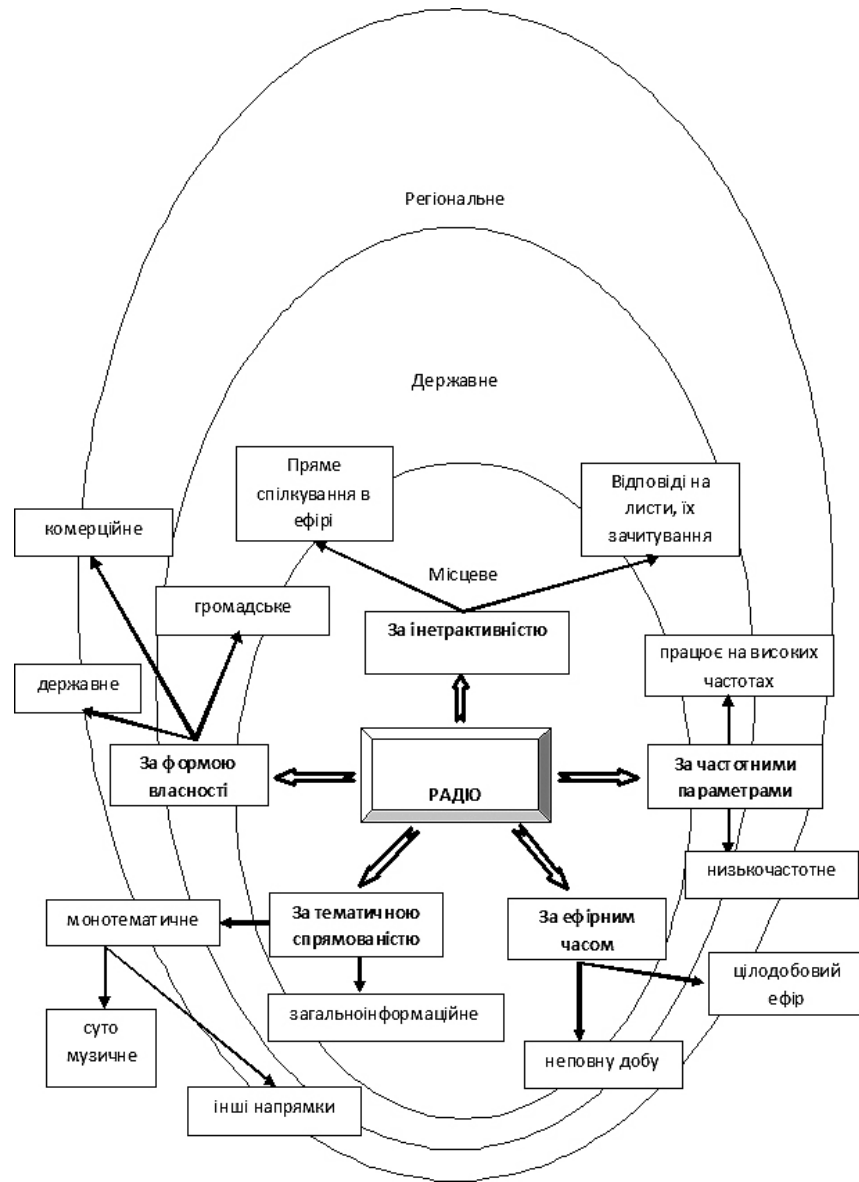 Регіональне
Державне
Пряме
спілкування в
ефірі
Відповіді на
листи, їх
зачитування
комерційне
Місцеве
громадське
За інетрактивністю
працює на високих
частотах
державне
За формою
власності
РАДІО
За частотними
параметрами
низькочастотне
монотематичне
За тематичною
спрямованістю
За ефірним
часом
цілодобовий
ефір
загальноінформаційне
суто
музичне
неповну добу
інші напрямки